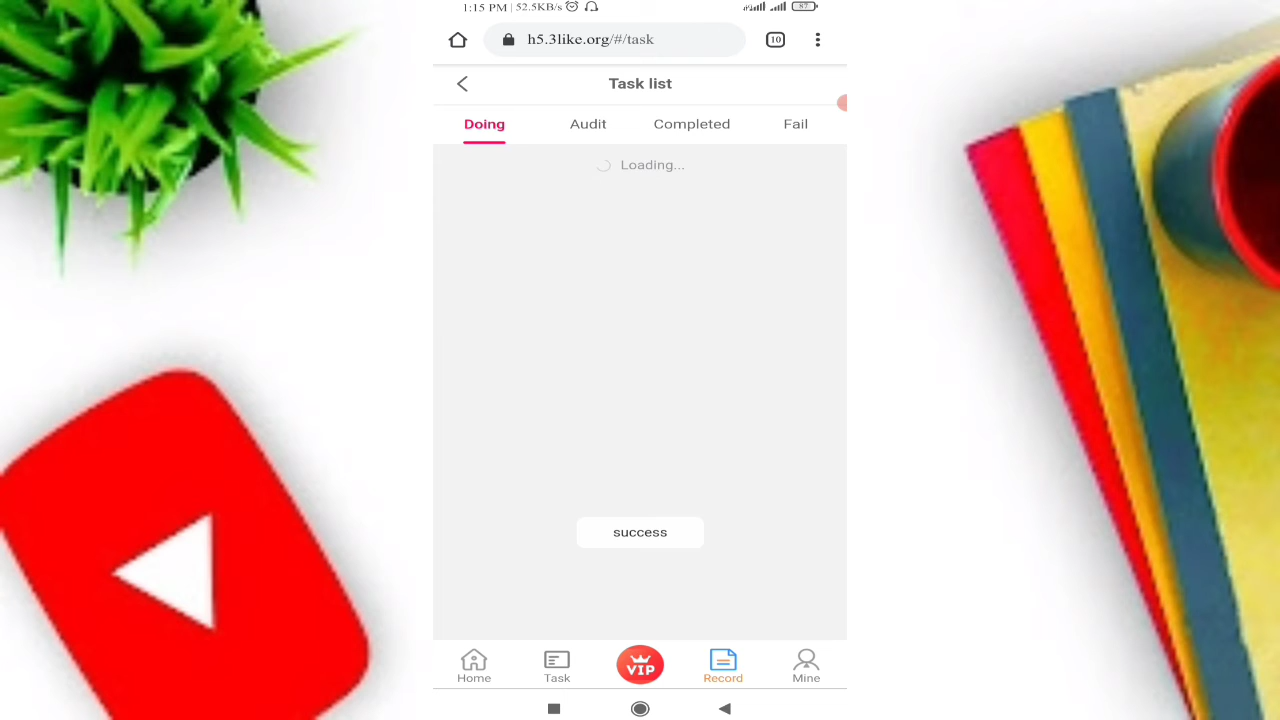 1:15 PM | 52.5KB/s
87
h5.3like.org/#/task
10
Task list
Doing Audit Completed Fail
Loading...
success
VIP
Home Task Record Mine